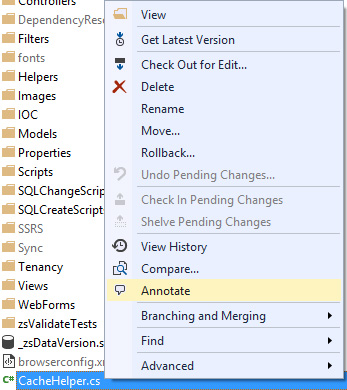 Controllers
DependencyReso
Filters
fonts
Helpers
Images
IOC
Models
Properties
Scripts
SQLChangeScrip
SQLCreateScripts
SSRS
Sync
Tenancy
Views
WebForms
zsValidateTests
_zsDataVersion.s
browserconfig.xm
C# CacheHelper.cs
View
Get Latest Version
Check Out for Edit...
Delete
Rename
Move...
Rollback...
Undo Pending Changes...
Check In Pending Changes
Shelve Pending Changes
View History
Compare...
Annotate
Branching and Merging
Find
Advanced